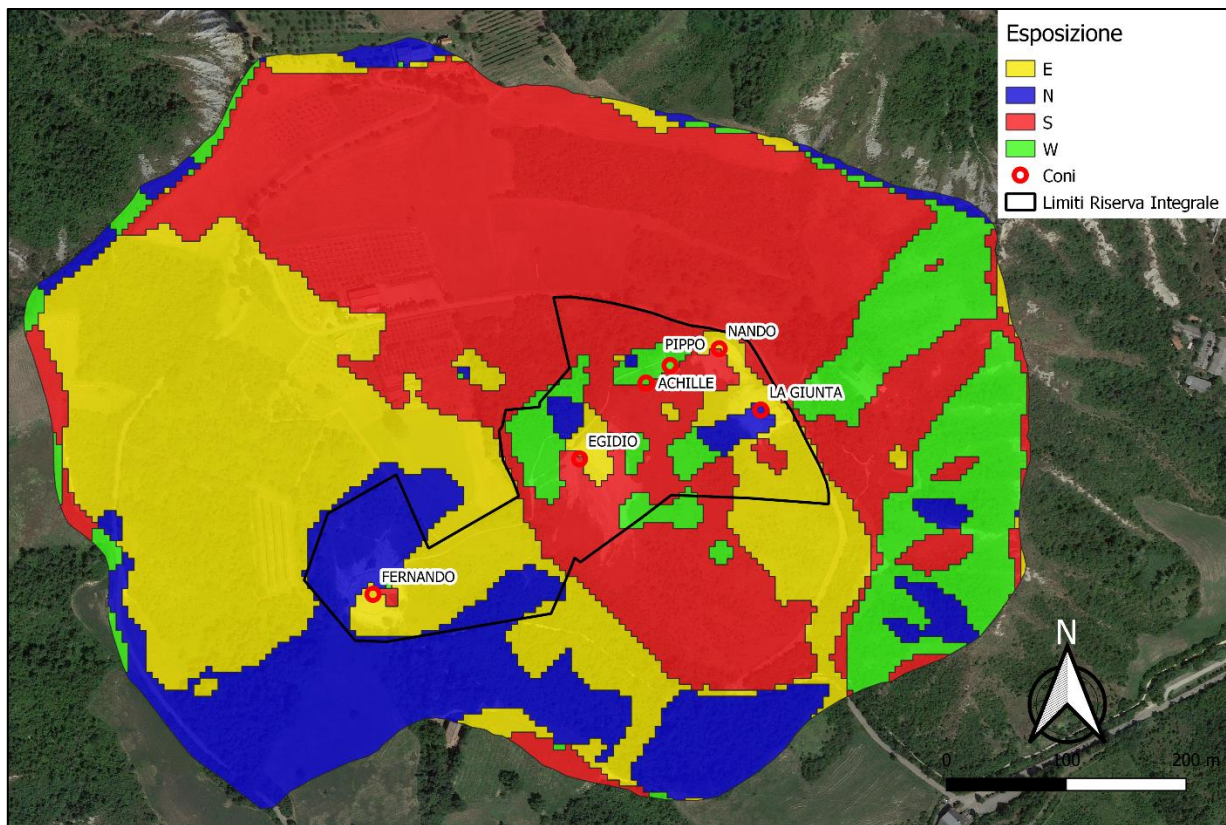 Esposizione
E
N
S
W
Coni
Limiti Riserva Integrale
NANDO
PIPPO
ACHILLE
LA GIUNTA
EGIDIO
FERNANDO
N
0 100 200 m